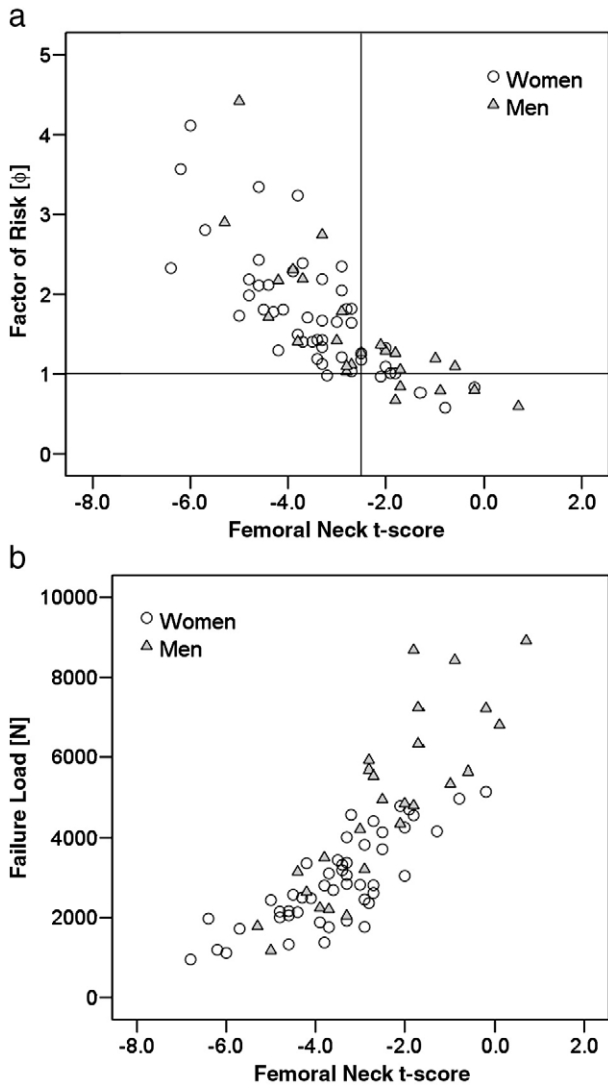 a
5
4
3
2
1
0
Factor of Risk [ϕ]
Women
Men
-8.0 -6.0 -4.0 -2.0 0.0 2.0
Femoral Neck t-score
b
10000
8000
6000
4000
2000
0
Failure Load [N]
Women
Men
-8.0 -6.0 -4.0 -2.0 0.0 2.0
Femoral Neck t-score